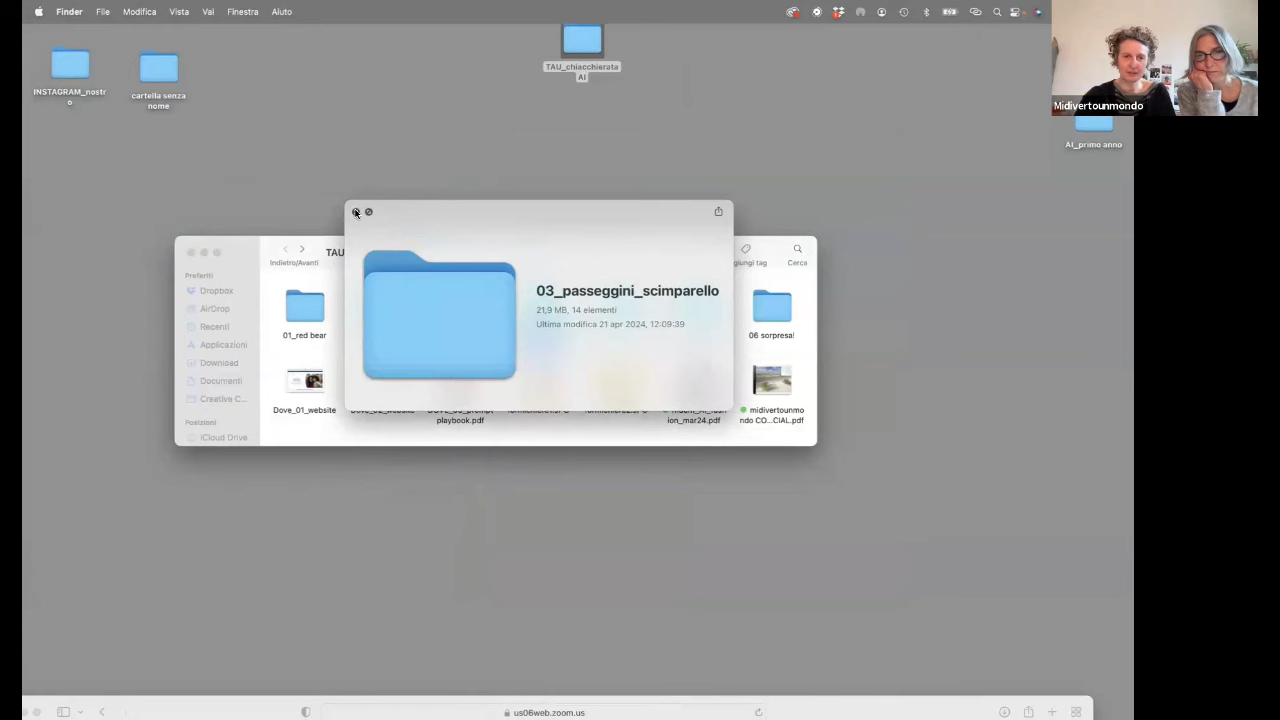 Finder File Modifica Vista Vai Finestra Aiuto
INSTAGRAM_nostr
o
cartella senza
nome
TAU_chiacchierata
AI
Midivertounmondo
AI_primo anno
TAU
Indietro/Avanti
giungi tag
Cerca
Preferiti
Dropbox
AirDrop
Recenti
Applicazioni
Download
Documenti
Creative C...
Posizioni
iCloud Drive
03_passeggini_scimparello
21,9 MB, 14 elementi
Ultima modifica 21 apr 2024, 12:09:39
01_red bear
06 sorpresa!
Dove_01_website
playbook.pdf
ion_mar24.pdf
midivertounmo
ndo CO...CIAL.pdf
us06web.zoom.us